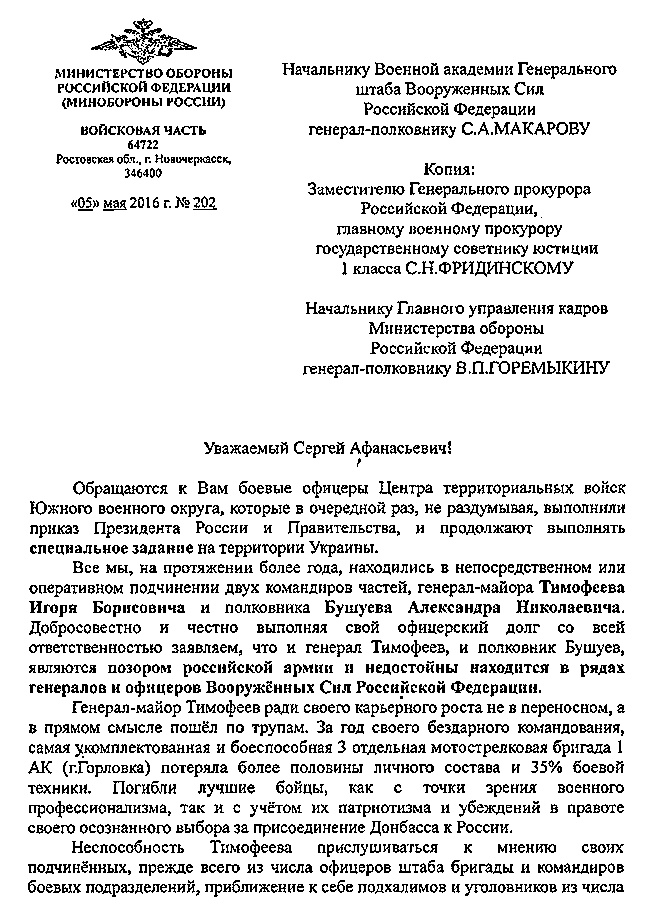 МИНИСТЕРСТВО ОБОРОНЫ
РОССИЙСКОЙ ФЕДЕРАЦИИ
(МИНОБОРОНЫ РОССИИ)
ВОЙСКОВАЯ ЧАСТЬ
64722
Ростовская обл., г. Новочеркасск,
346400
«05» мая 2016 г. № 202
Начальнику Военной академии Генерального
штаба Вооруженных Сил
Российской Федерации
генерал-полковнику С.А.МАКАРОВУ
Копия:
Заместителю Генерального прокурора
Российской Федерации,
главному военному прокурору
государственному советнику юстиции
1 класса С.Н.ФРИДИНСКОМУ
Начальнику Главного управления кадров
Министерства обороны
Российской Федерации
генерал-полковнику В.П.ГОРЕМЫКИНУ
Уважаемый Сергей Афанасьевич!
Обращаются к Вам боевые офицеры Центра территориальных войск
Южного военного округа, которые в очередной раз, не раздумывая, выполнили
приказ Президента России и Правительства, и продолжают выполнять
специальное задание на территории Украины.
Все мы, на протяжении более года, находились в непосредственном или
оперативном подчинении двух командиров частей, генерал-майора Тимофеева
Игоря Борисовича и полковника Бушуева Александра Николаевича.
Добросовестно и честно выполняя свой офицерский долг со всей
ответственностью заявляем, что и генерал Тимофеев, и полковник Бушуев,
являются позором российской армии и недостойны находится в рядах
генералов и офицеров Вооружённых Сил Российской Федерации.
Генерал-майор Тимофеев ради своего карьерного роста не в переносном, а
в прямом смысле пошёл по трупам. За год своего бездарного командования,
самая укомплектованная и боеспособная 3 отдельная мотострелковая бригада 1
АК (г.Горловка) потеряла более половины личного состава и 35% боевой
техники. Погибли лучшие бойцы, как с точки зрения военного
профессионализма, так и с учётом их патриотизма и убеждений в правоте
своего осознанного выбора за присоединение Донбасса к России.
Неспособность Тимофеева прислушиваться к мнению своих
подчинённых, прежде всего из числа офицеров штаба бригады и командиров
боевых подразделений, приближение к себе подхалимов и уголовников из числа